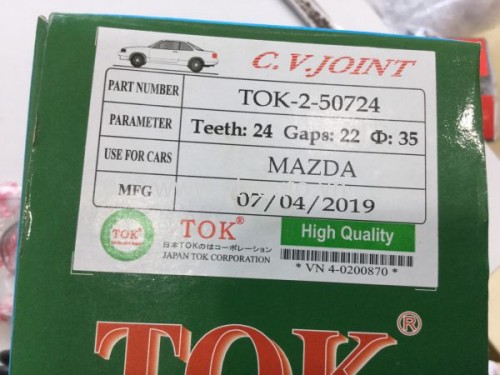 C.V.JOINT
PART NUMBER TOK-2-50724
PARAMETER Teeth: 24 Gaps: 22 Φ: 35
USE FOR CARS MAZDA
MFG 07/04/2019
TOK®
TOK®
日本TOKのはコーポレーション
JAPAN TOK CORPORATION
High Quality
* VN 4-0200870 *
TOK®